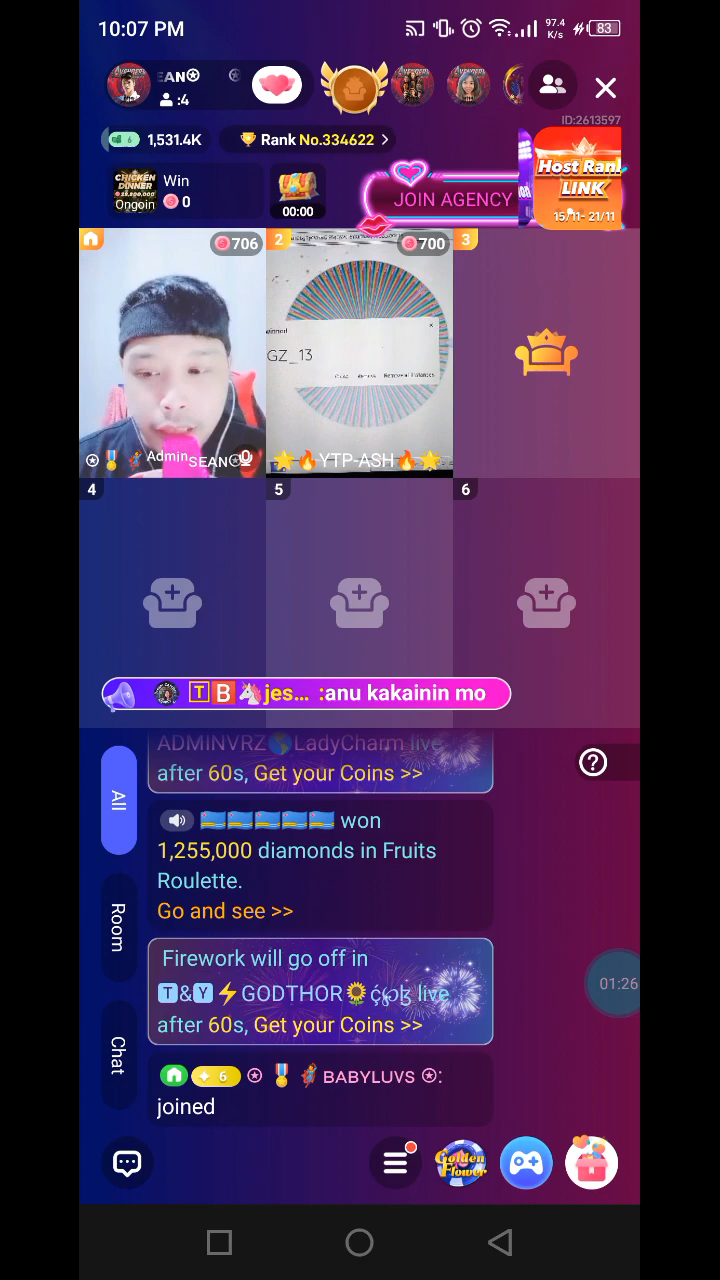 10:07 PM
97.4
K/s
83
EAN✪
:4
ID:2613597
6
1,531.4K
Rank No.334622 >
CHICKEN
DINNER
Ongoin
Win
0
00:00
JOIN AGENCY
Host Rank
LINK
15/11- 21/11
706
2
700
3
GZ_13
Admin SEAN
YTP-ASH
4
5
6
TB jes... :anu kakainin mo
ADMINVRZ🌎LadyCharm live
after 60s, Get your Coins >>
won
1,255,000 diamonds in Fruits
Roulette.
Go and see >>
Firework will go off in
T&Y⚡GODTHOR🌻 live
after 60s, Get your Coins >>
6 BABYLUVS ✪:
joined
All
Room
Chat
01:26
Golden
Flower